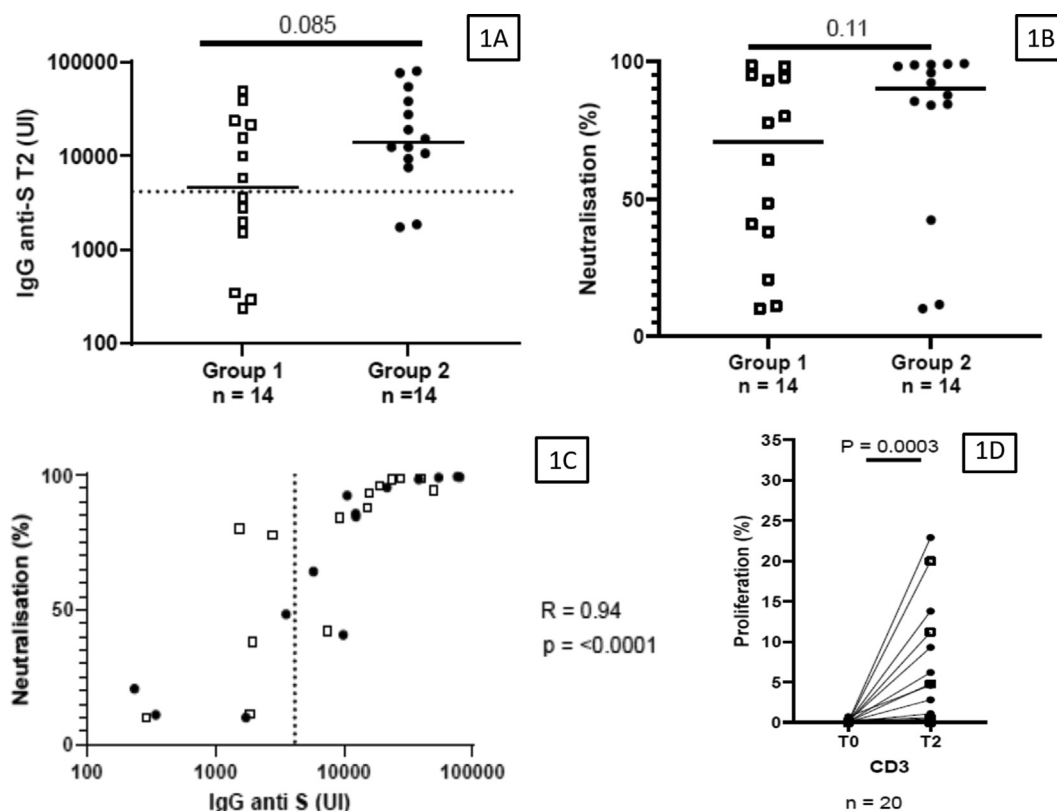 1A
0.085
IgG anti-S T2 (UI)
100000
10000
1000
100
Group 1
n = 14
Group 2
n =14
1B
0.11
Neutralisation (%)
100
50
0
Group 1
n = 14
Group 2
n = 14
1C
Neutralisation (%)
100
50
0
100
1000
10000
100000
IgG anti S (UI)
R = 0.94
p = <0.0001
1D
P = 0.0003
Proliferation (%)
35
30
25
20
15
10
5
0
T0
T2
CD3
n = 20